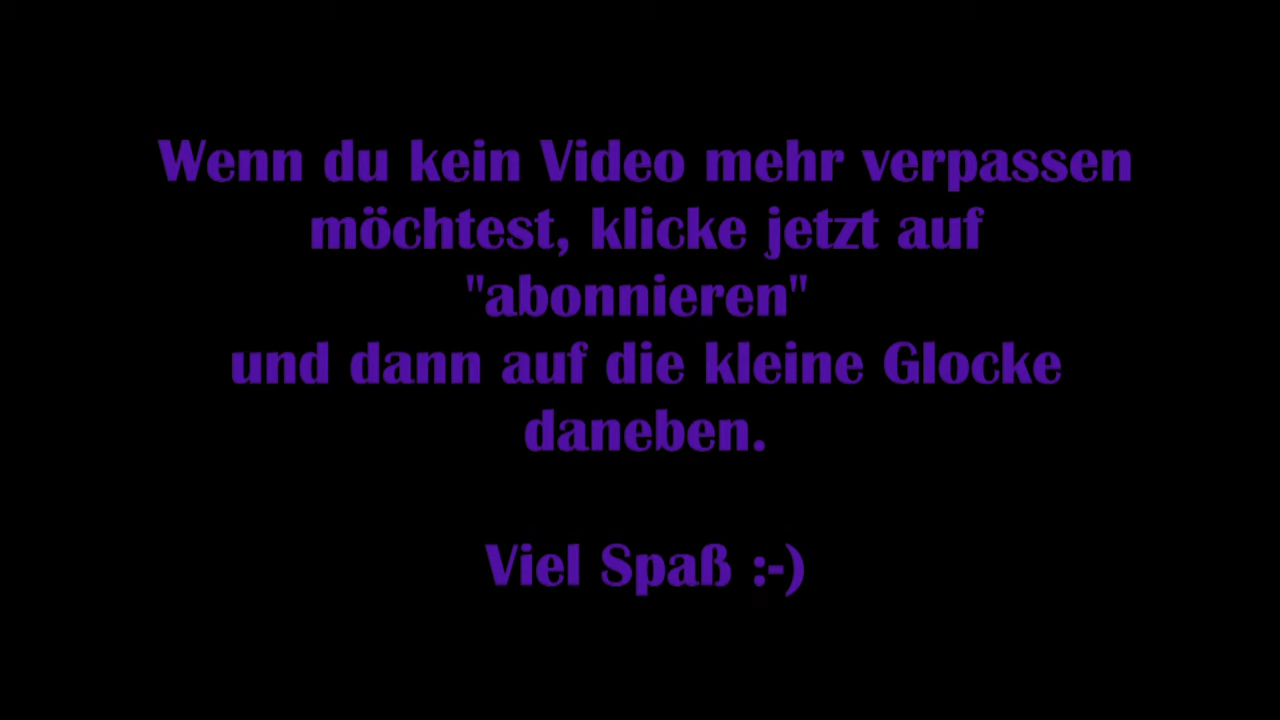 Wenn du kein Video mehr verpassen
möchtest, klicke jetzt auf
"abonnieren"
und dann auf die kleine Glocke
daneben.
Viel Spaß :-)